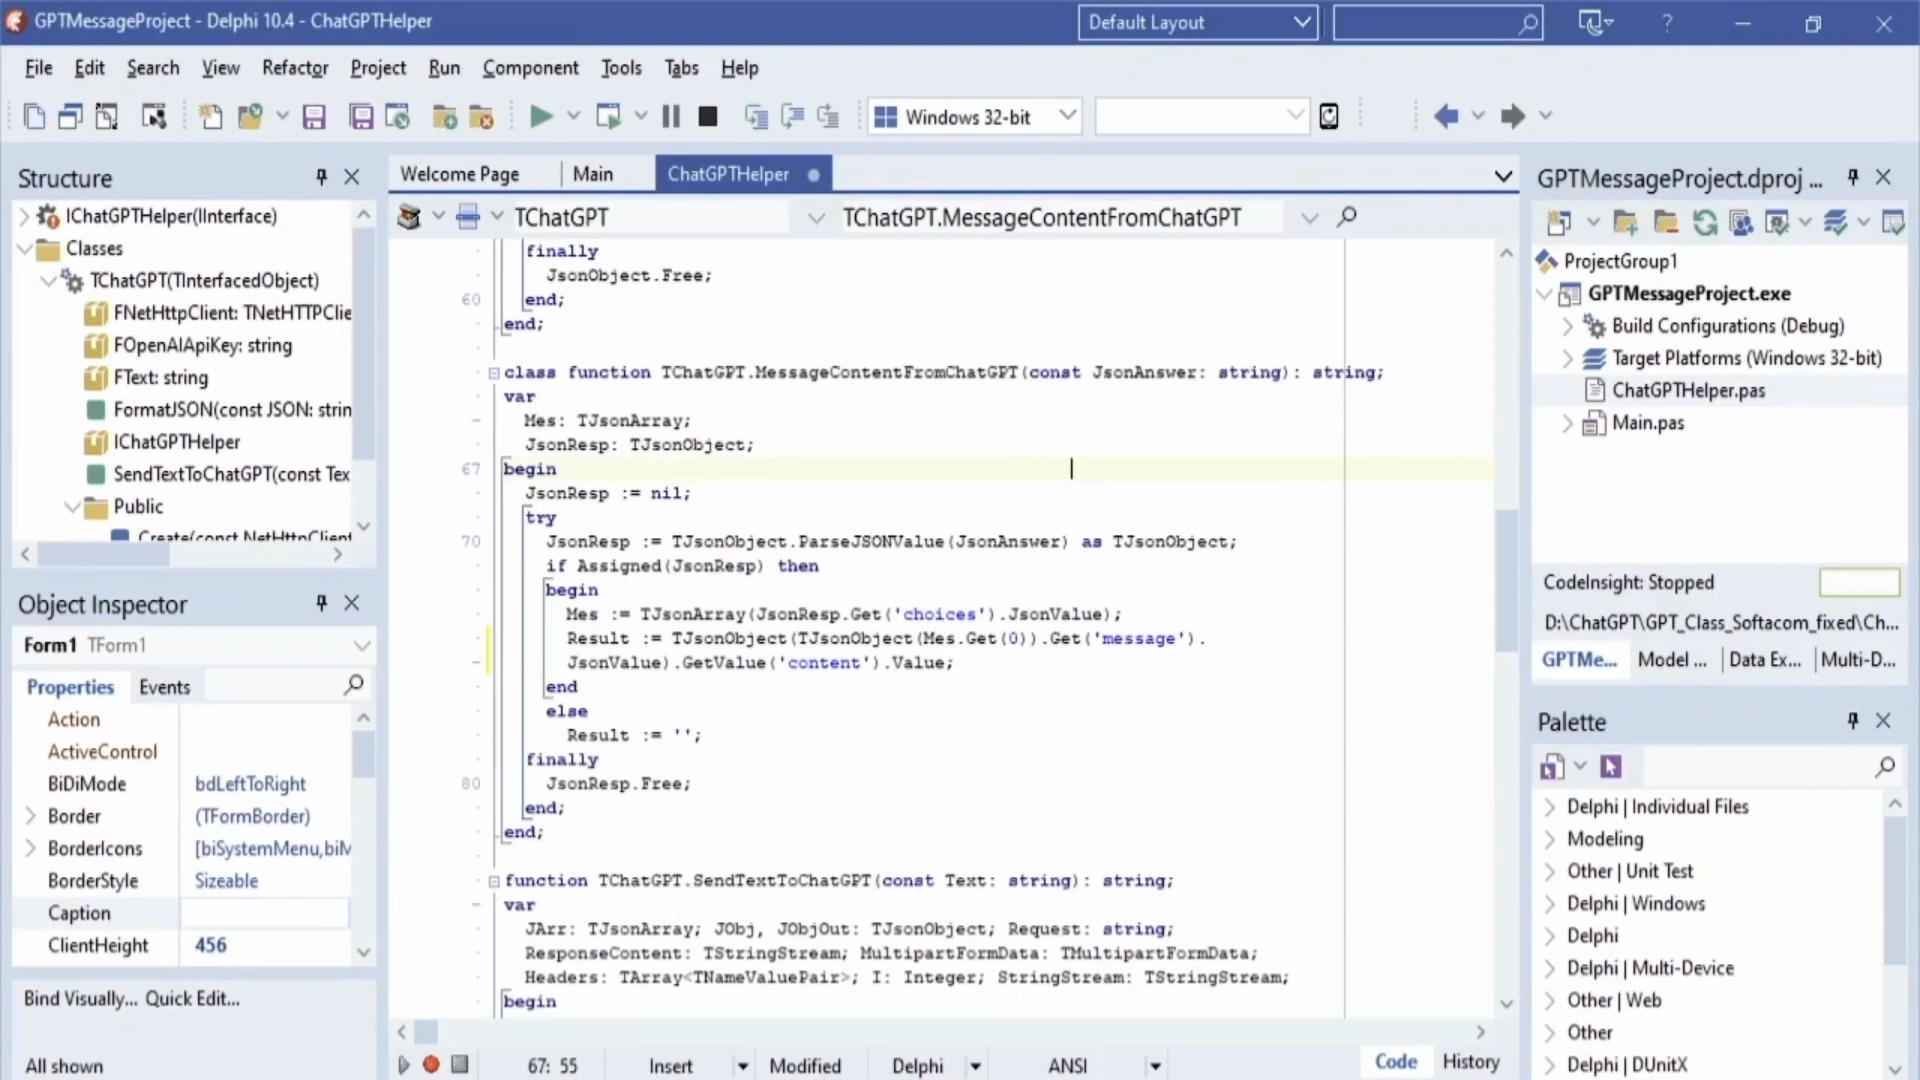 GPTMessageProject - Delphi 10.4 - ChatGPTHelper
Default Layout
?
File Edit Search View Refactor Project Run Component Tools Tabs Help
Windows 32-bit
Structure
IChatGPTHelper(IInterface)
Classes
TChatGPT(TInterfacedObject)
FNetHttpClient: TNetHTTPClie
FOpenAIApiKey: string
FText: string
FormatJSON(const JSON: strin
IChatGPTHelper
SendTextToChatGPT(const Tex
Public
Create(const NetHttpClient
Object Inspector
Form1 TForm1
Properties Events
Action
ActiveControl
BiDiMode bdLeftToRight
Border (TFormBorder)
BorderIcons [biSystemMenu,biM
BorderStyle Sizeable
Caption
ClientHeight 456
Bind Visually... Quick Edit...
All shown
Welcome Page Main ChatGPTHelper
TChatGPT TChatGPT.MessageContentFromChatGPT
finally
JsonObject.Free;
60 end;
end;
class function TChatGPT.MessageContentFromChatGPT(const JsonAnswer: string): string;
var
Mes: TJsonArray;
JsonResp: TJsonObject;
67 begin
JsonResp := nil;
try
70 JsonResp := TJsonObject.ParseJSONValue(JsonAnswer) as TJsonObject;
if Assigned(JsonResp) then
begin
Mes := TJsonArray(JsonResp.Get('choices').JsonValue);
Result := TJsonObject(TJsonObject(Mes.Get(0)).Get('message').
JsonValue).GetValue('content').Value;
end
else
Result := '';
finally
80 JsonResp.Free;
end;
end;
function TChatGPT.SendTextToChatGPT(const Text: string): string;
var
JArr: TJsonArray; JObj, JObjOut: TJsonObject; Request: string;
ResponseContent: TStringStream; MultipartFormData: TMultipartFormData;
Headers: TArray<TNameValuePair>; I: Integer; StringStream: TStringStream;
begin
67: 55 Insert Modified Delphi ANSI Code History
GPTMessageProject.dproj ...
ProjectGroup1
GPTMessageProject.exe
Build Configurations (Debug)
Target Platforms (Windows 32-bit)
ChatGPTHelper.pas
Main.pas
CodeInsight: Stopped
D:\ChatGPT\GPT_Class_Softacom_fixed\Ch...
GPTMe... Model ... Data Ex... Multi-D...
Palette
Delphi | Individual Files
Modeling
Other | Unit Test
Delphi | Windows
Delphi
Delphi | Multi-Device
Other | Web
Other
Delphi | DUnitX